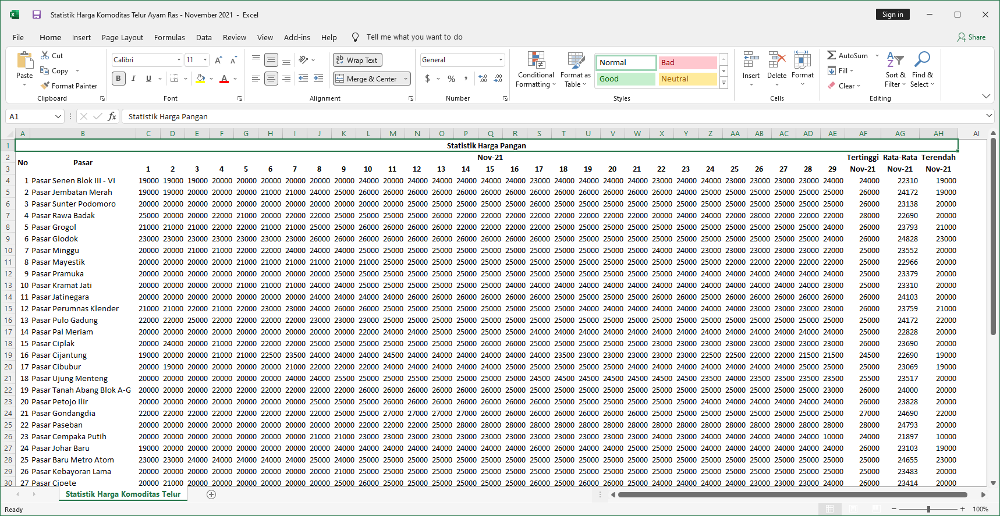 Statistik Harga Komoditas Telur Ayam Ras - November 2021 - Excel
Sign in
File Home Insert Page Layout Formulas Data Review View Add-ins Help Tell me what you want to do Share
Paste Cut Copy Format Painter Clipboard
Calibri 11 B I U Font
Wrap Text Merge & Center Alignment
General $ % , Number
Conditional Formatting Format as Table Normal Bad Good Neutral Styles
Insert Delete Format Cells
AutoSum Fill Clear Sort & Filter Find & Select Editing
A1 fx Statistik Harga Pangan
A B C D E F G H I J K L M N O P Q R S T U V W X Y Z AA AB AC AD AE AF AG AH AI
1 Statistik Harga Pangan
2 No Pasar Nov-21 Tertinggi Rata-Rata Terendah
3 1 2 3 4 5 6 7 8 9 10 11 12 13 14 15 16 17 18 19 20 21 22 23 24 25 26 27 28 29 Nov-21 Nov-21 Nov-21
4 1 Pasar Senen Blok III - VI 19000 19000 19000 20000 20000 20000 20000 20000 20000 24000 20000 24000 24000 24000 24000 24000 23000 24000 24000 24000 24000 23000 24000 24000 23000 23000 23000 23000 24000 24000 22310 19000
5 2 Pasar Jembatan Merah 19000 19000 20000 20000 20000 21000 21000 24000 25000 26000 26000 26000 26000 26000 26000 26000 26000 26000 26000 26000 26000 26000 24000 25000 25000 25000 25000 25000 25000 26000 24172 19000
6 3 Pasar Sunter Podomoro 20000 20000 20000 20000 20000 20000 20000 20000 20000 20000 20000 25000 25000 25000 25000 25000 26000 25000 25000 25000 25000 25000 25000 25000 25000 25000 25000 25000 25000 26000 23138 20000
7 4 Pasar Rawa Badak 25000 20000 20000 22000 21000 20000 22000 22000 25000 25000 25000 25000 26000 22000 22000 22000 22000 22000 22000 22000 22000 20000 22000 22000 22000 28000 22000 22000 22000 28000 22690 20000
8 5 Pasar Grogol 21000 21000 21000 22000 22000 21000 21000 25000 25000 25000 26000 26000 26000 22000 22000 22000 22000 25000 25000 25000 25000 25000 25000 25000 25000 25000 25000 25000 24000 26000 23793 21000
9 6 Pasar Glodok 23000 23000 23000 23000 23000 23000 23000 26000 26000 26000 26000 26000 26000 26000 26000 26000 25000 25000 25000 25000 25000 25000 25000 25000 25000 25000 25000 25000 24000 26000 24828 23000
10 7 Pasar Minggu 20000 20000 21000 21000 22000 22000 24000 24000 24000 25000 25000 25000 25000 25000 25000 25000 24000 24000 24000 24000 24000 24000 24000 24000 23000 23000 23000 23000 22000 25000 23552 20000
11 8 Pasar Mayestik 20000 20000 20000 20000 21000 21000 21000 21000 21000 21000 25000 25000 25000 25000 25000 25000 25000 25000 25000 25000 25000 25000 25000 25000 22000 22000 22000 22000 22000 25000 22966 20000
12 9 Pasar Pramuka 20000 20000 20000 20000 20000 20000 20000 20000 25000 25000 25000 25000 25000 25000 25000 25000 25000 25000 25000 25000 25000 25000 24000 24000 24000 24000 24000 24000 24000 25000 23379 20000
13 10 Pasar Kramat Jati 20000 20000 20000 20000 21000 21000 21000 24000 24000 25000 25000 25000 25000 25000 25000 24000 24000 24000 24000 24000 24000 24000 24000 24000 24000 24000 24000 24000 23000 25000 23310 20000
14 11 Pasar Jatinegara 20000 20000 20000 20000 20000 20000 20000 24000 24000 24000 24000 26000 26000 26000 26000 26000 26000 26000 26000 26000 26000 26000 26000 26000 26000 26000 26000 26000 24000 26000 24103 20000
15 12 Pasar Perumnas Klender 21000 21000 22000 21000 22000 23000 23000 24000 26000 26000 25000 25000 25000 25000 25000 26000 26000 25000 24000 24000 24000 24000 24000 24000 24000 23000 23000 23000 23000 26000 23759 21000
16 13 Pasar Pulo Gadung 22000 22000 25000 22000 22000 22000 22000 23000 23000 23000 25000 25000 25000 25000 25000 25000 25000 25000 25000 25000 25000 25000 25000 25000 25000 25000 25000 25000 25000 25000 24172 22000
17 14 Pasar Pal Meriam 20000 20000 20000 20000 20000 20000 20000 20000 20000 22000 24000 24000 25000 25000 25000 25000 24000 24000 24000 24000 24000 24000 24000 24000 24000 24000 24000 24000 24000 25000 22828 20000
18 15 Pasar Ciplak 20000 24000 20000 21000 22000 22000 22000 25000 25000 25000 25000 25000 25000 26000 24000 24000 25000 24000 25000 25000 25000 23000 23000 23000 25000 23000 23000 23000 23000 26000 23690 20000
19 16 Pasar Cijantung 19000 20000 20000 21000 21000 22500 23500 24000 24000 24000 24500 24000 24000 24000 24000 24000 24000 23500 23000 23000 23000 23000 23000 22500 22500 22000 22000 21500 21500 24500 22690 19000
20 17 Pasar Cibubur 20000 19000 20000 20000 20000 20000 21000 22000 22000 22000 24000 24000 24000 24000 24000 25000 25000 25000 25000 25000 24000 24000 24000 24000 25000 25000 25000 25000 25000 25000 23069 19000
21 18 Pasar Ujung Menteng 20000 20000 20000 20000 20000 20000 24000 24000 25500 25500 25000 25500 25000 25000 25000 25000 24500 24500 24500 24500 24500 23500 24500 23500 23500 24000 23500 23500 23000 25500 23517 20000
22 19 Pasar Tanah Abang Blok A-G 20000 20000 20000 22000 22000 22000 22000 22000 22000 26000 26000 26000 26000 26000 26000 26000 25000 25000 25000 25000 25000 25000 25000 25000 25000 25000 25000 25000 23000 26000 24000 20000
23 20 Pasar Petojo Ilir 20000 20000 20000 20000 20000 20000 20000 25000 25000 25000 26000 26000 26000 26000 26000 25000 25000 25000 25000 25000 25000 25000 24000 24000 24000 24000 24000 24000 24000 26000 23828 20000
24 21 Pasar Gondangdia 22000 22000 22000 22000 22000 22000 22000 22000 25000 25000 27000 27000 27000 27000 26000 26000 26000 26000 26000 26000 26000 25000 25000 25000 25000 25000 25000 25000 25000 27000 24690 22000
25 22 Pasar Paseban 20000 20000 20000 20000 20000 20000 20000 20000 20000 22000 22000 22000 25000 28000 28000 28000 28000 28000 28000 28000 28000 28000 28000 28000 28000 28000 28000 28000 28000 28000 24793 20000
26 23 Pasar Cempaka Putih 20000 20000 20000 20000 20000 20000 20000 21000 21000 23000 23000 23000 23000 23000 23000 23000 23000 23000 23000 23000 23000 24000 23000 24000 24000 24000 24000 24000 10000 24000 21897 10000
27 24 Pasar Johar Baru 19000 20000 20000 20000 20000 20000 20000 20000 24000 24000 24000 24000 24000 24000 24000 24000 26000 26000 24000 24000 26000 25000 25000 25000 24000 24000 24000 24000 24000 26000 23103 19000
28 25 Pasar Baru Metro Atom 23000 23000 24000 24000 24000 24000 24000 25000 24000 25000 25000 25000 25000 25000 25000 25000 25000 25000 25000 25000 25000 25000 25000 25000 25000 25000 25000 25000 25000 25000 24655 23000
29 26 Pasar Kebayoran Lama 20000 20000 20000 20000 20000 20000 20000 20000 21000 25000 25000 25000 25000 25000 25000 25000 25000 25000 25000 25000 25000 25000 25000 25000 25000 25000 25000 25000 25000 25000 23483 20000
30 27 Pasar Cipete 20000 21000 20000 20000 20000 20000 20000 20000 25000 26000 25000 25000 25000 25000 25000 25000 26000 25000 26000 26000 25000 24000 24000 24000 24000 23000 23000 23000 24000 26000 23414 20000
Statistik Harga Komoditas Telur
Ready 100%